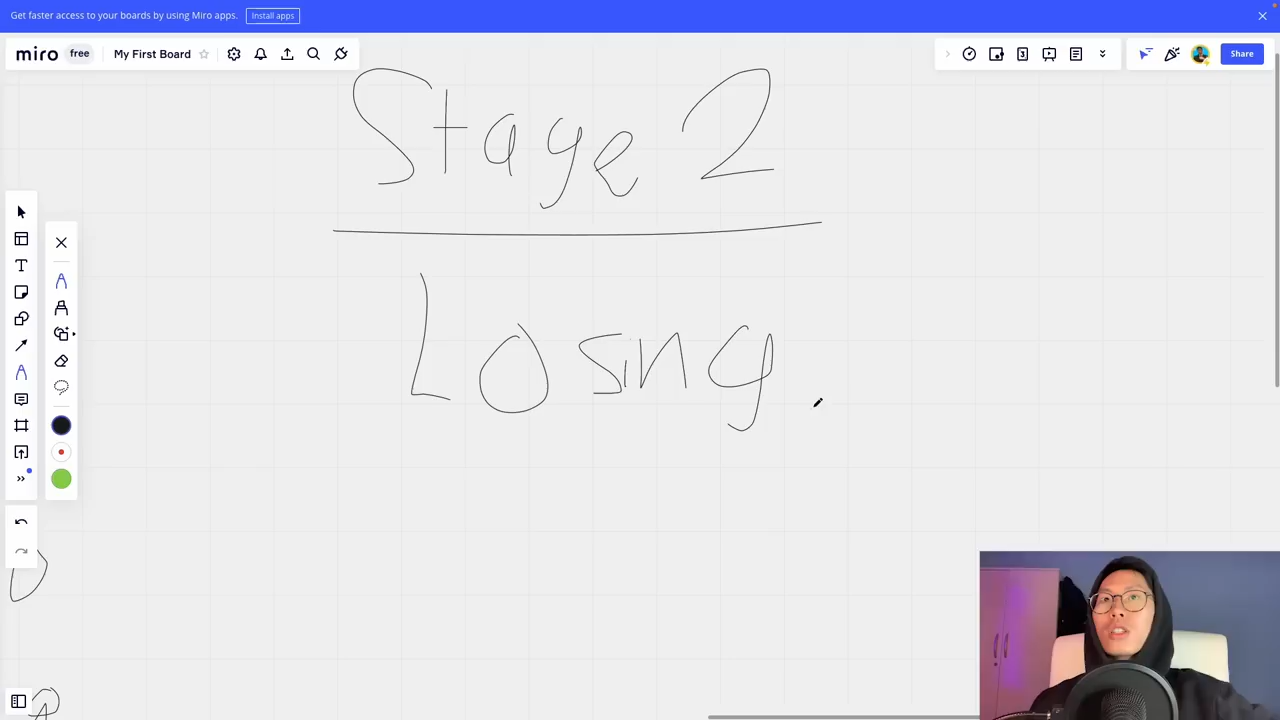 Get faster access to your boards by using Miro apps. Install apps
miro free My First Board 3 Share
Stage 2
Losing